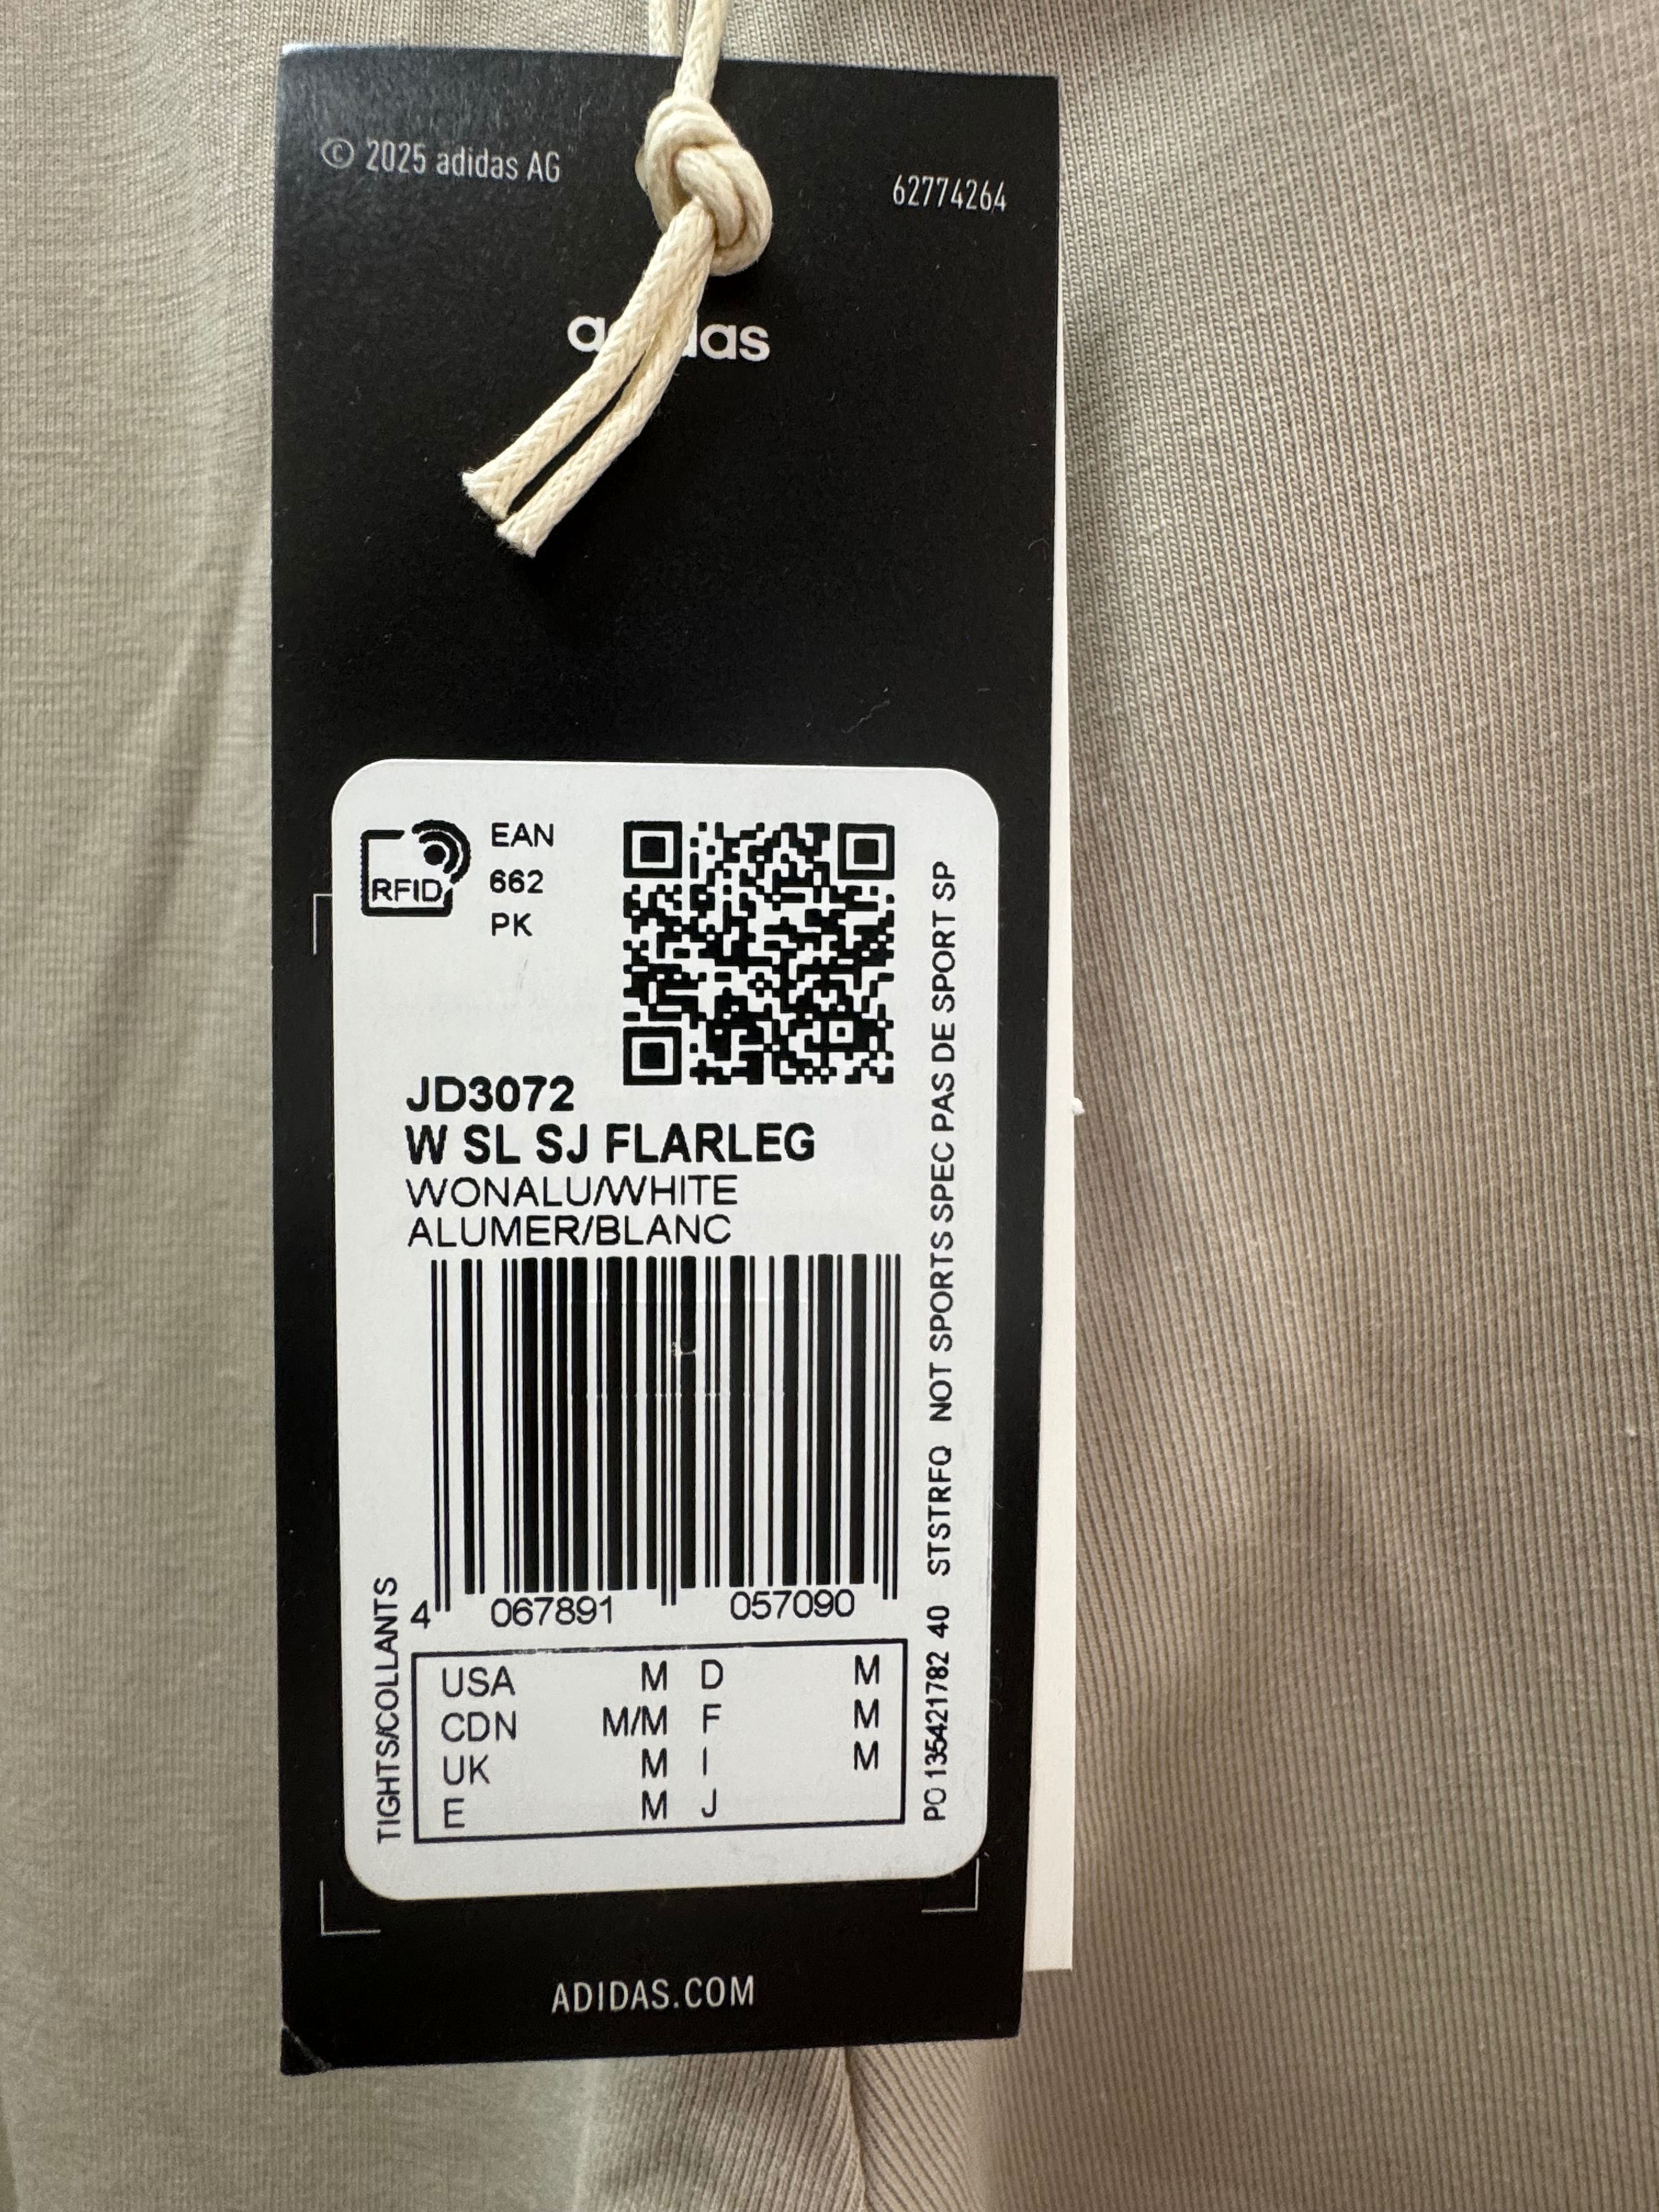 © 2025 adidas AG
62774264
RFID
EAN
662
PK
JD3072
W SL SJ FLARLEG
WONALU/WHITE
ALUMER/BLANC
4 067891 057090
USA M D M
CDN M/M F M
UK M I M
E M J
TIGHTS/COLLANTS
PO 135421782 40 STSTRFQ NOT SPORTS SPEC PAS DE SPORT SP
ADIDAS.COM